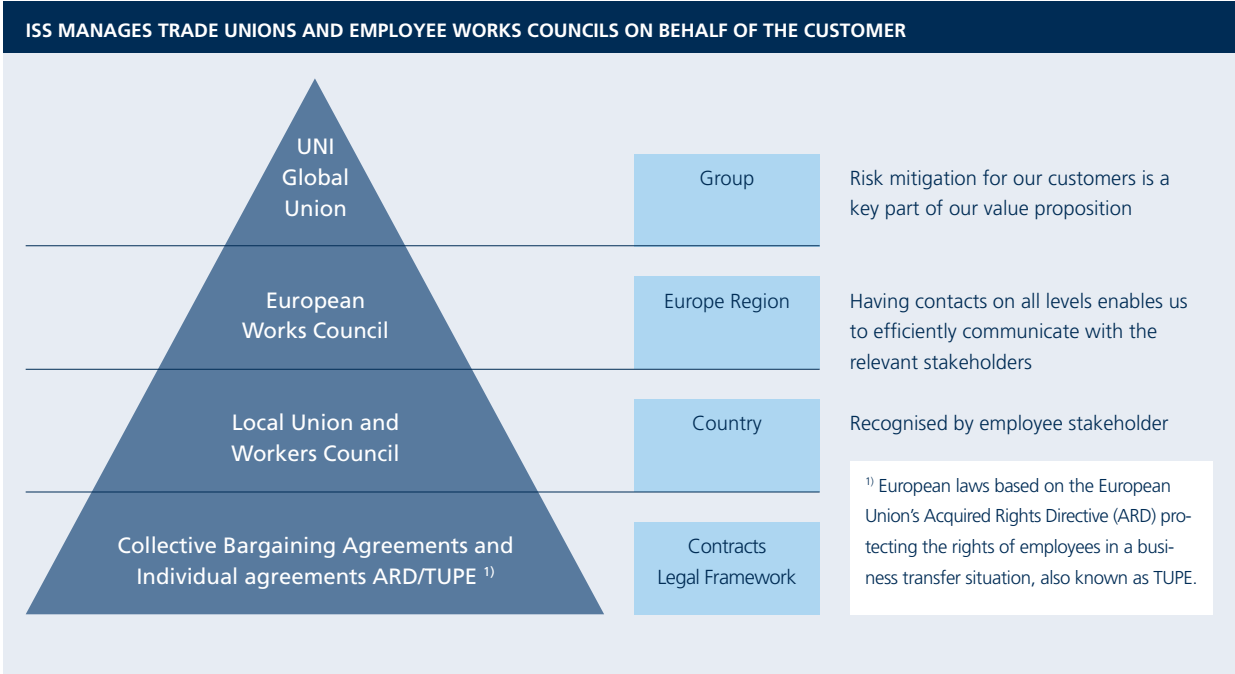 ISS MANAGES TRADE UNIONS AND EMPLOYEE WORKS COUNCILS ON BEHALF OF THE CUSTOMER
UNI
Global
Union
Group
Risk mitigation for our customers is a
key part of our value proposition
European
Works Council
Europe Region
Having contacts on all levels enables us
to efficiently communicate with the
relevant stakeholders
Local Union and
Workers Council
Country
Recognised by employee stakeholder
Collective Bargaining Agreements and
Individual agreements ARD/TUPE 1)
Contracts
Legal Framework
1) European laws based on the European
Union's Acquired Rights Directive (ARD) pro-
tecting the rights of employees in a busi-
ness transfer situation, also known as TUPE.